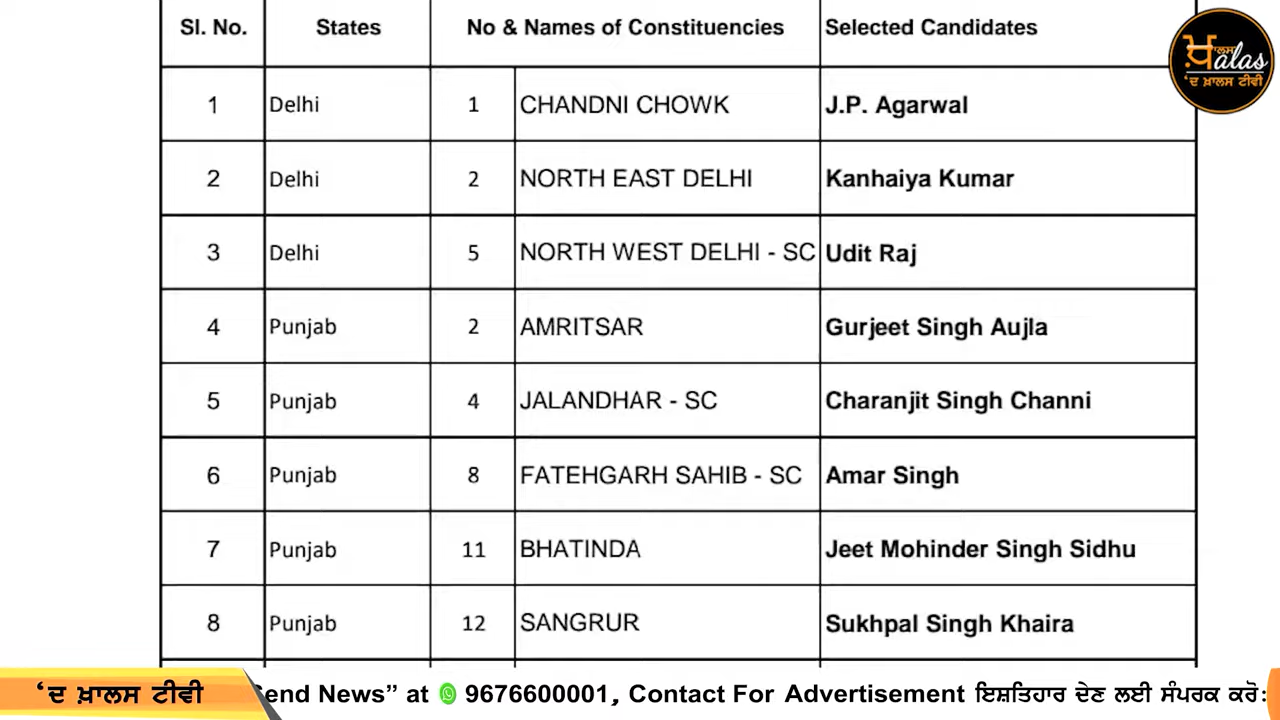 Sl. No. States No & Names of Constituencies Selected Candidates
ਖ਼ਾਲਸ
alas
‘ਦ ਖ਼ਾਲਸ ਟੀਵੀ
1 Delhi 1 CHANDNI CHOWK J.P. Agarwal
2 Delhi 2 NORTH EAST DELHI Kanhaiya Kumar
3 Delhi 5 NORTH WEST DELHI - SC Udit Raj
4 Punjab 2 AMRITSAR Gurjeet Singh Aujla
5 Punjab 4 JALANDHAR - SC Charanjit Singh Channi
6 Punjab 8 FATEHGARH SAHIB - SC Amar Singh
7 Punjab 11 BHATINDA Jeet Mohinder Singh Sidhu
8 Punjab 12 SANGRUR Sukhpal Singh Khaira
‘ਦ ਖ਼ਾਲਸ ਟੀਵੀ Send News” at 9676600001, Contact For Advertisement ਇਸ਼ਤਿਹਾਰ ਦੇਣ ਲਈ ਸੰਪਰਕ ਕਰੋ: